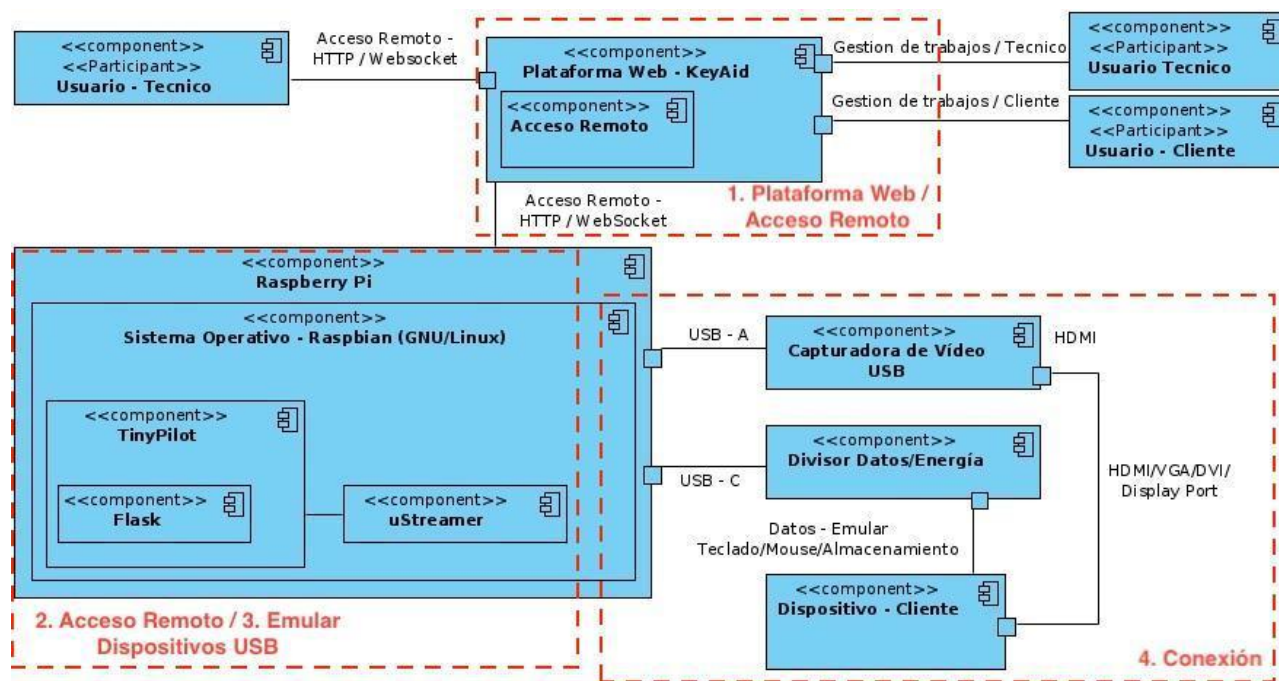 <<component>>
<<Participant>>
Usuario - Tecnico
Acceso Remoto -
HTTP / Websocket
<<component>>
Plataforma Web - KeyAid
<<component>>
Acceso Remoto
Gestion de trabajos / Tecnico
Gestion de trabajos / Cliente
<<component>>
<<Participant>>
Usuario Tecnico
<<component>>
<<Participant>>
Usuario - Cliente
1. Plataforma Web /
Acceso Remoto
Acceso Remoto -
HTTP / WebSocket
<<component>>
Raspberry Pi
<<component>>
Sistema Operativo - Raspbian (GNU/Linux)
<<component>>
TinyPilot
<<component>>
Flask
<<component>>
uStreamer
2. Acceso Remoto / 3. Emular
Dispositivos USB
USB - A
<<component>>
Capturadora de Vídeo
USB
HDMI
USB - C
<<component>>
Divisor Datos/Energía
HDMI/VGA/DVI/
Display Port
Datos - Emular
Teclado/Mouse/Almacenamiento
<<component>>
Dispositivo - Cliente
4. Conexión